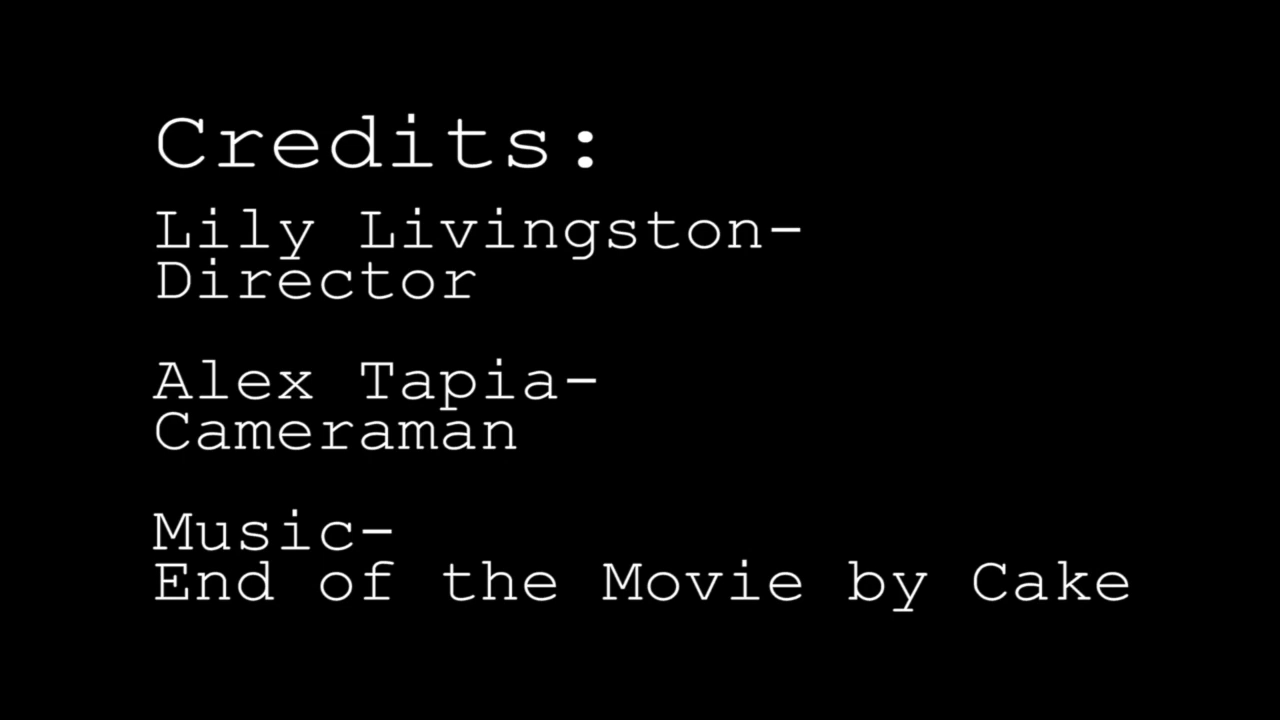 Credits:
Lily Livingston-
Director
Alex Tapia-
Cameraman
Music-
End of the Movie by Cake